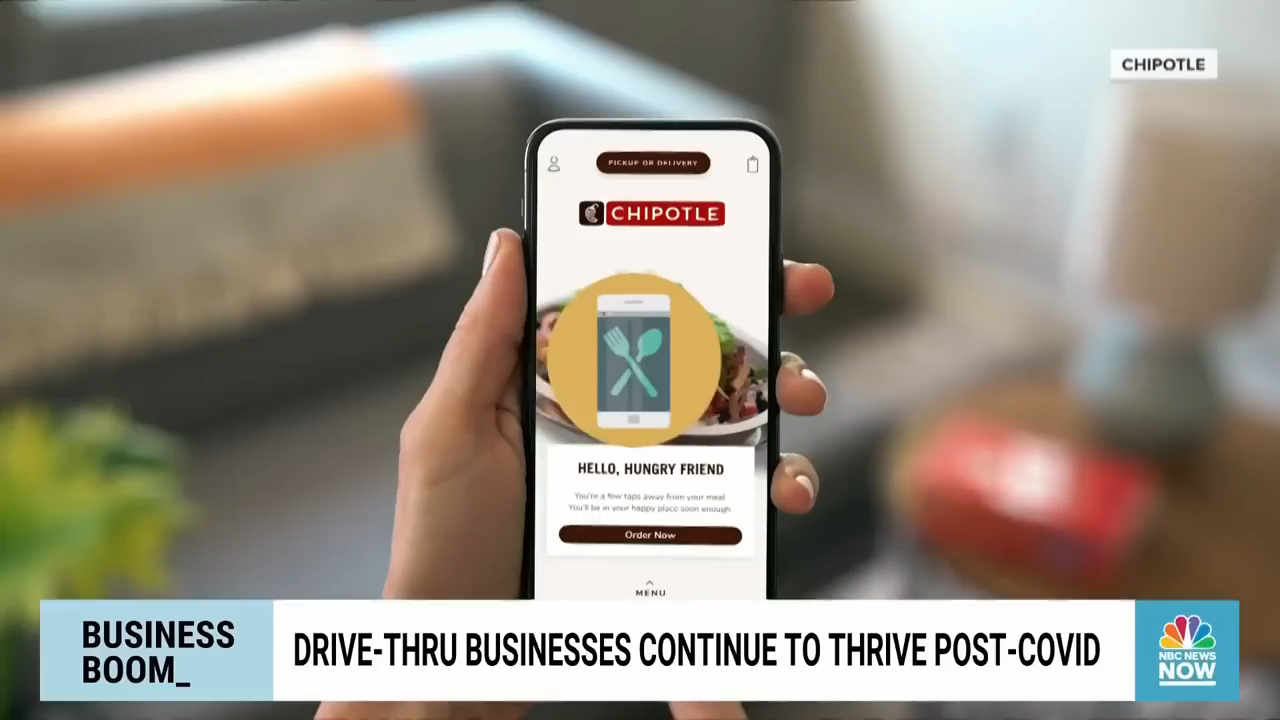 CHIPOTLE
PICKUP OR DELIVERY
CHIPOTLE
HELLO, HUNGRY FRIEND
You're a few taps away from your meal
You'll be in your happy place soon enough
Order Now
MENU
BUSINESS
BOOM_
DRIVE-THRU BUSINESSES CONTINUE TO THRIVE POST-COVID
NBC NEWS
NOW